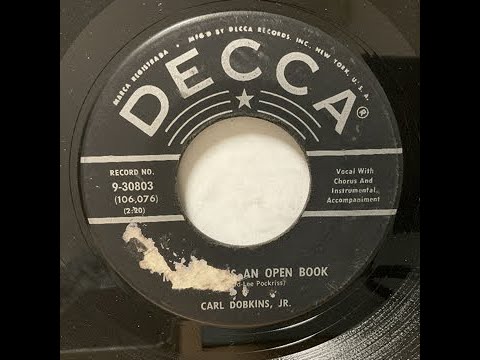 MARCA REGISTRADA • MFG'D BY DECCA RECORDS, INC., NEW YORK, U. S. A.
DECCA®
RECORD NO.
9-30803
(106,076)
(2:20)
Vocal With
Chorus And
Instrumental
Accompaniment
AN OPEN BOOK
Lee Pockriss)
CARL DOBKINS, JR.